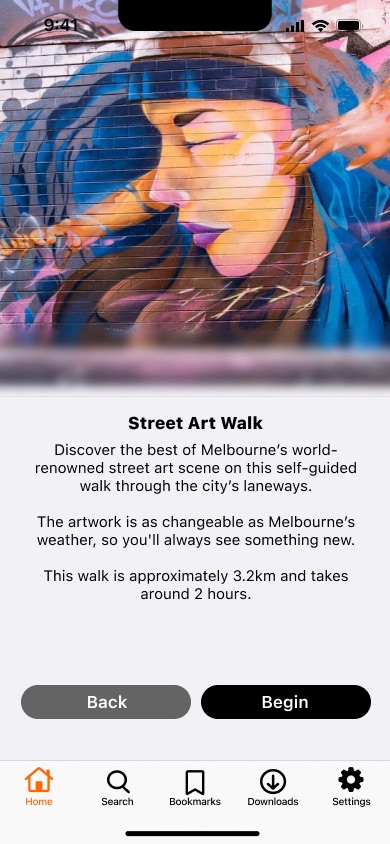 9:41
Street Art Walk
Discover the best of Melbourne’s world-
renowned street art scene on this self-guided
walk through the city’s laneways.
The artwork is as changeable as Melbourne’s
weather, so you'll always see something new.
This walk is approximately 3.2km and takes
around 2 hours.
Back Begin
Home Search Bookmarks Downloads Settings